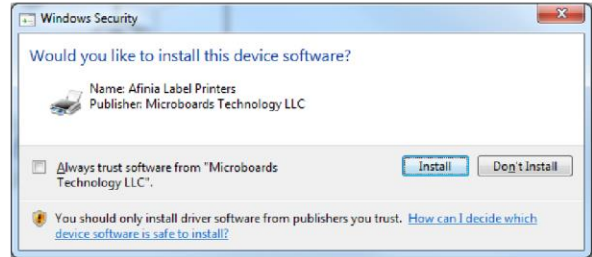 Windows Security
Would you like to install this device software?
Name: Afinia Label Printers
Publisher: Microboards Technology LLC
Always trust software from "Microboards
Technology LLC".
Install
Don't Install
You should only install driver software from publishers you trust. How can I decide which
device software is safe to install?